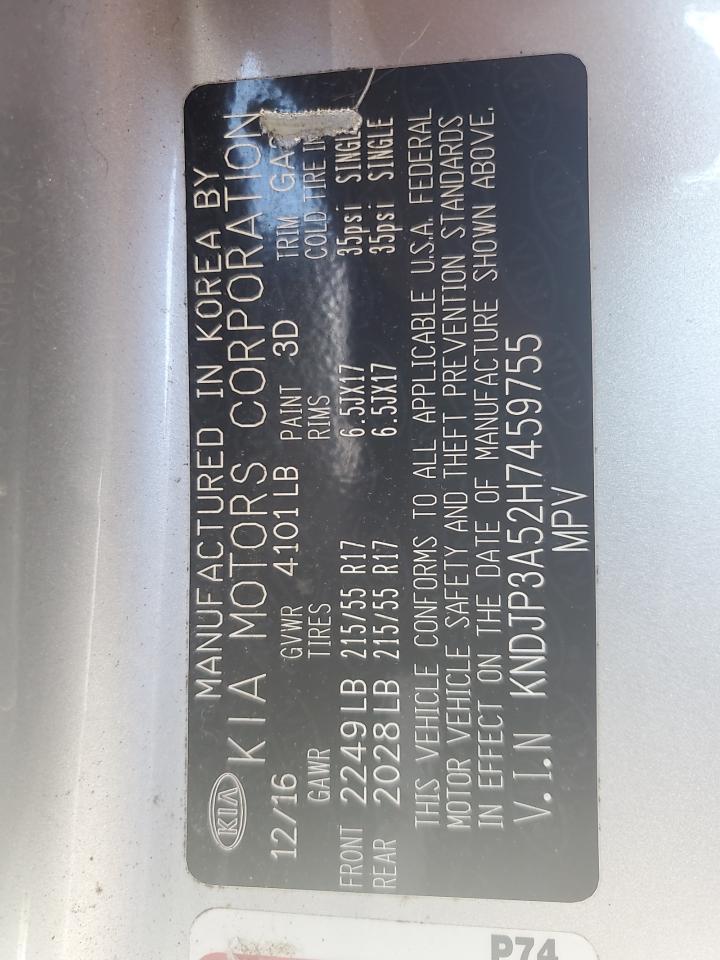 MANUFACTURED IN KOREA BY
KIA KIA MOTORS CORPORATION
12/16 GVWR 4101LB PAINT 3D TRIM
GAWR TIRES RIMS COLD TIRE
FRONT 2249LB 215/55 R17 6.5JX17 35psi SINGLE
REAR 2028LB 215/55 R17 6.5JX17 35psi SINGLE
THIS VEHICLE CONFORMS TO ALL APPLICABLE U.S.A. FEDERAL
MOTOR VEHICLE SAFETY AND THEFT PREVENTION STANDARDS
IN EFFECT ON THE DATE OF MANUFACTURE SHOWN ABOVE.
V.I.N KNDJP3A52H7459755
MPV
P74